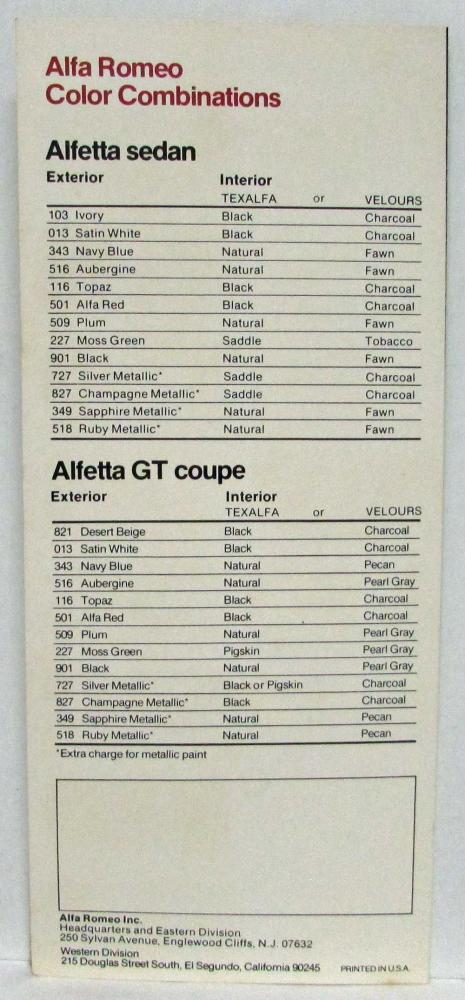 Alfa Romeo
Color Combinations
Alfetta sedan
Exterior Interior
TEXALFA or VELOURS
103 Ivory Black Charcoal
013 Satin White Black Charcoal
343 Navy Blue Natural Fawn
516 Aubergine Natural Fawn
116 Topaz Black Charcoal
501 Alfa Red Black Charcoal
509 Plum Natural Fawn
227 Moss Green Saddle Tobacco
901 Black Natural Fawn
727 Silver Metallic* Saddle Charcoal
827 Champagne Metallic* Saddle Charcoal
349 Sapphire Metallic* Natural Fawn
518 Ruby Metallic* Natural Fawn
Alfetta GT coupe
Exterior Interior
TEXALFA or VELOURS
821 Desert Beige Black Charcoal
013 Satin White Black Charcoal
343 Navy Blue Natural Pecan
516 Aubergine Natural Pearl Gray
116 Topaz Black Charcoal
501 Alfa Red Black Charcoal
509 Plum Natural Pearl Gray
227 Moss Green Pigskin Pearl Gray
901 Black Natural Pearl Gray
727 Silver Metallic* Black or Pigskin Charcoal
827 Champagne Metallic* Black Charcoal
349 Sapphire Metallic* Natural Pecan
518 Ruby Metallic* Natural Pecan
*Extra charge for metallic paint
Alfa Romeo Inc.
Headquarters and Eastern Division
250 Sylvan Avenue, Englewood Cliffs, N.J. 07632
Western Division
215 Douglas Street South, El Segundo, California 90245 PRINTED IN U.S.A.